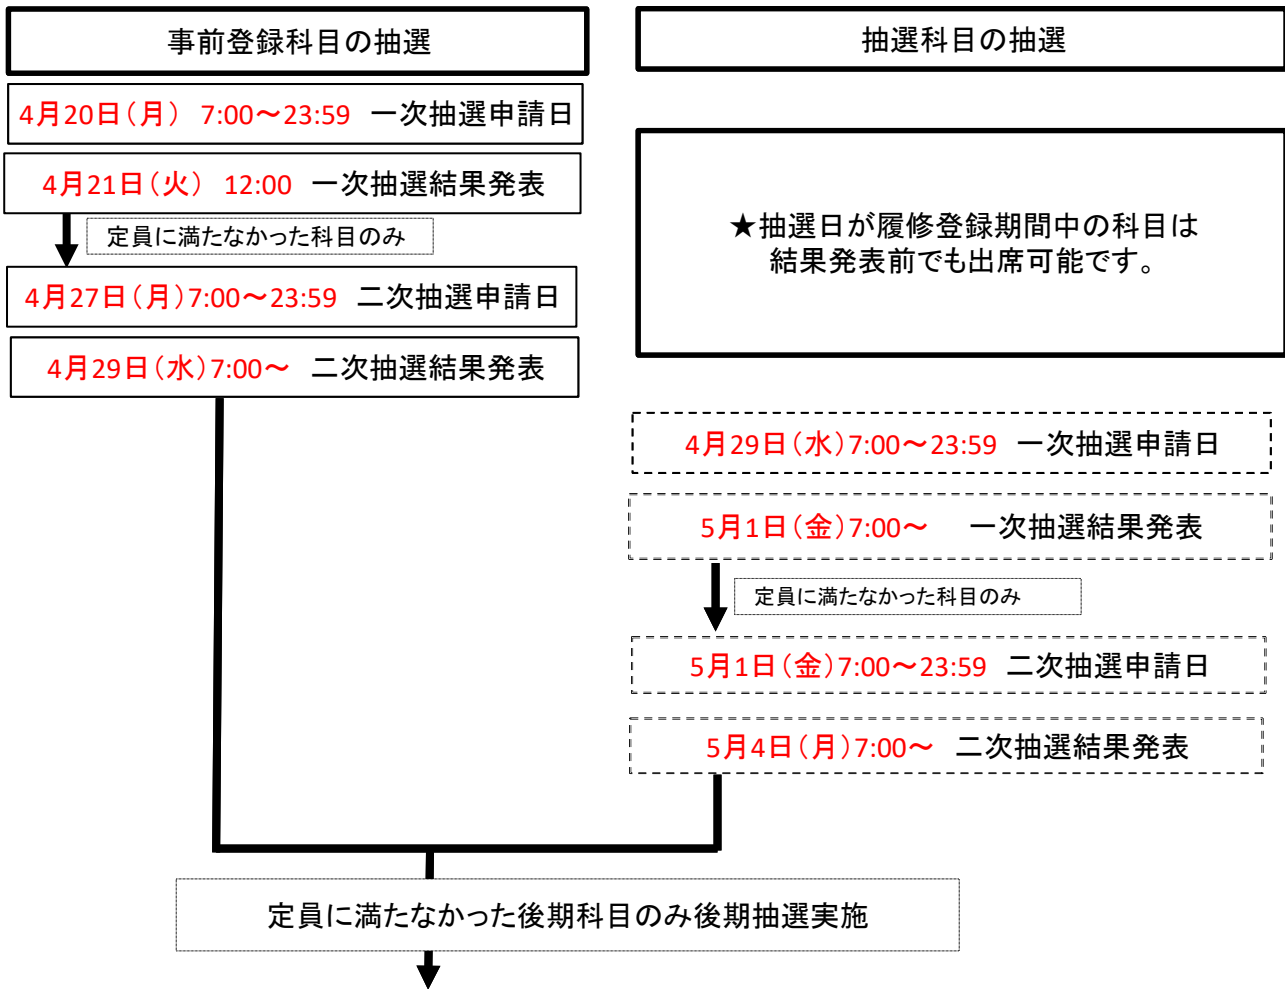 事前登録科目の抽選
4月20日（月） 7:00～23:59 一次抽選申請日
4月21日（火） 12:00 一次抽選結果発表
定員に満たなかった科目のみ
4月27日（月）7:00～23:59 二次抽選申請日
4月29日（水）7:00～ 二次抽選結果発表
抽選科目の抽選
★抽選日が履修登録期間中の科目は
結果発表前でも出席可能です。
4月29日（水）7:00～23:59 一次抽選申請日
5月1日（金）7:00～ 一次抽選結果発表
定員に満たなかった科目のみ
5月1日（金）7:00～23:59 二次抽選申請日
5月4日（月）7:00～ 二次抽選結果発表
定員に満たなかった後期科目のみ後期抽選実施